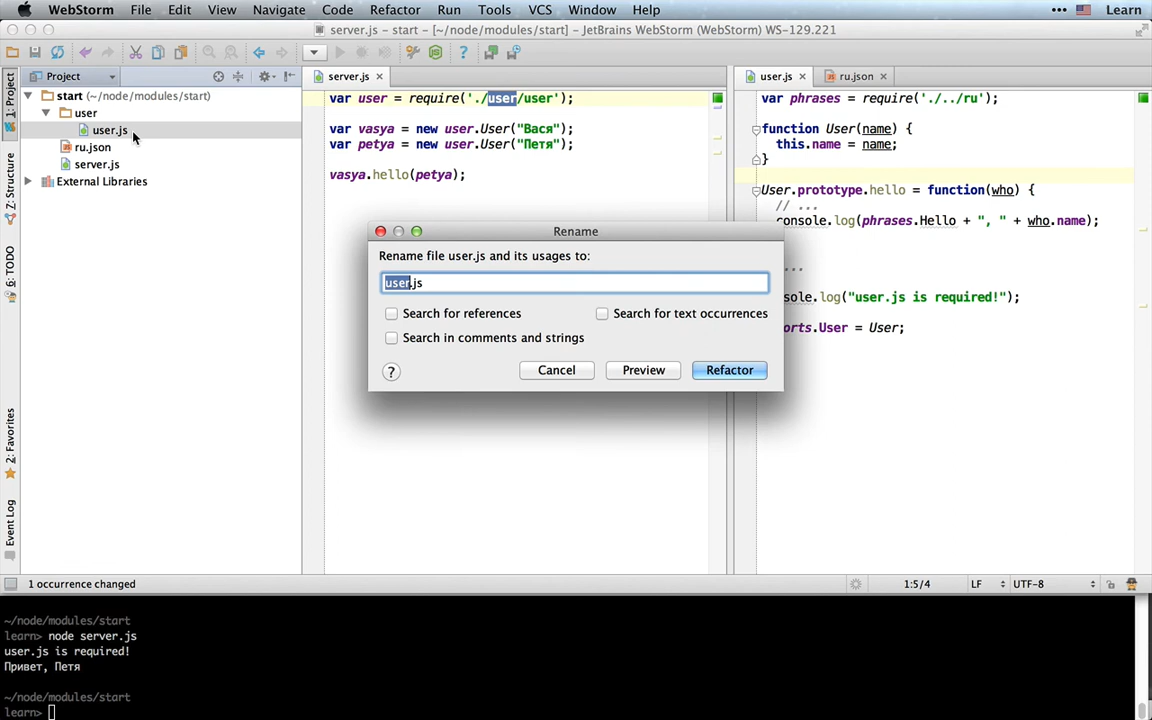 WebStorm File Edit View Navigate Code Refactor Run Tools VCS Window Help Learn
server.js – start – [~/node/modules/start] – JetBrains WebStorm (WebStorm) WS-129.221
1: Project
Z: Structure
6: TODO
2: Favorites
Event Log
Project
start (~/node/modules/start)
user
user.js
ru.json
server.js
External Libraries
server.js
var user = require('./user/user');
var vasya = new user.User("Вася");
var petya = new user.User("Петя");
vasya.hello(petya);
user.js ru.json
var phrases = require('./../ru');
function User(name) {
this.name = name;
}
User.prototype.hello = function(who) {
// ...
console.log(phrases.Hello + ", " + who.name);
...
sole.log("user.js is required!");
orts.User = User;
Rename
Rename file user.js and its usages to:
user.js
Search for references Search for text occurrences
Search in comments and strings
? Cancel Preview Refactor
1 occurrence changed 1:5/4 LF UTF-8
~/node/modules/start
learn> node server.js
user.js is required!
Привет, Петя
~/node/modules/start
learn>